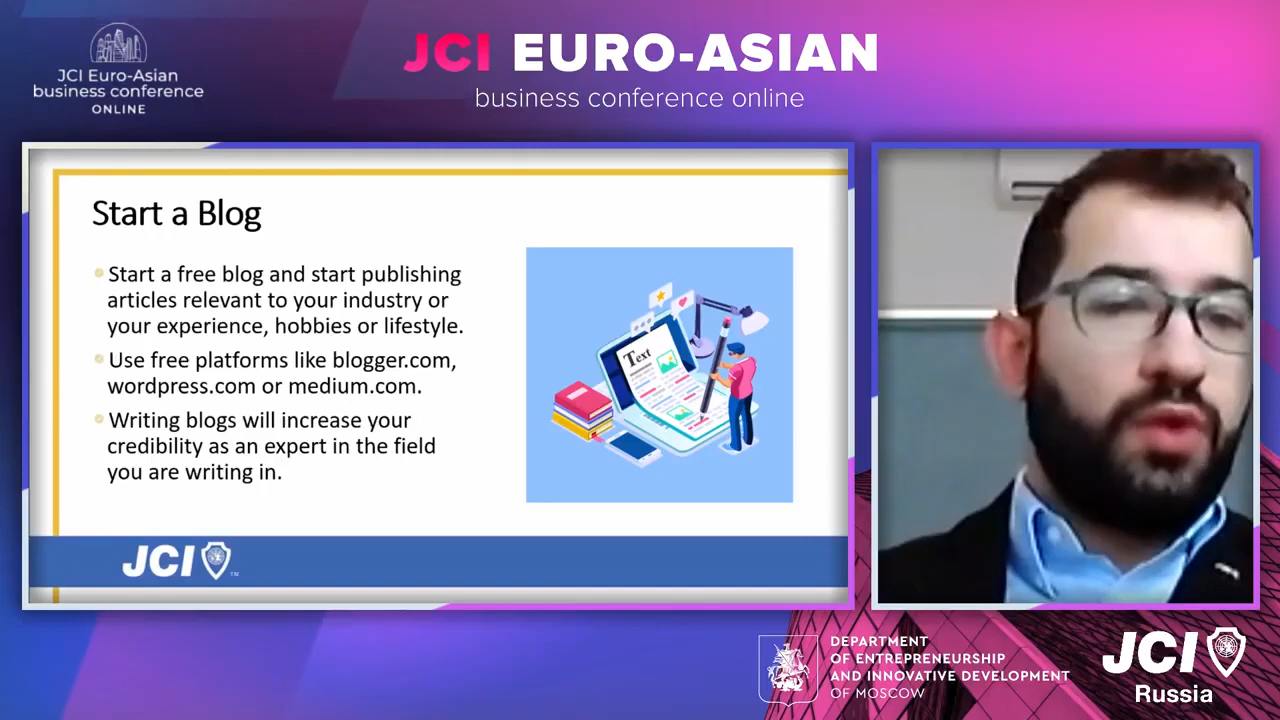 JCI Euro-Asian
business conference
ONLINE
JCI EURO-ASIAN
business conference online
Start a Blog
Start a free blog and start publishing
articles relevant to your industry or
your experience, hobbies or lifestyle.
Use free platforms like blogger.com,
wordpress.com or medium.com.
Writing blogs will increase your
credibility as an expert in the field
you are writing in.
Text
JCI
TM
DEPARTMENT
OF ENTREPRENEURSHIP
AND INNOVATIVE DEVELOPMENT
OF MOSCOW
JCI
Russia